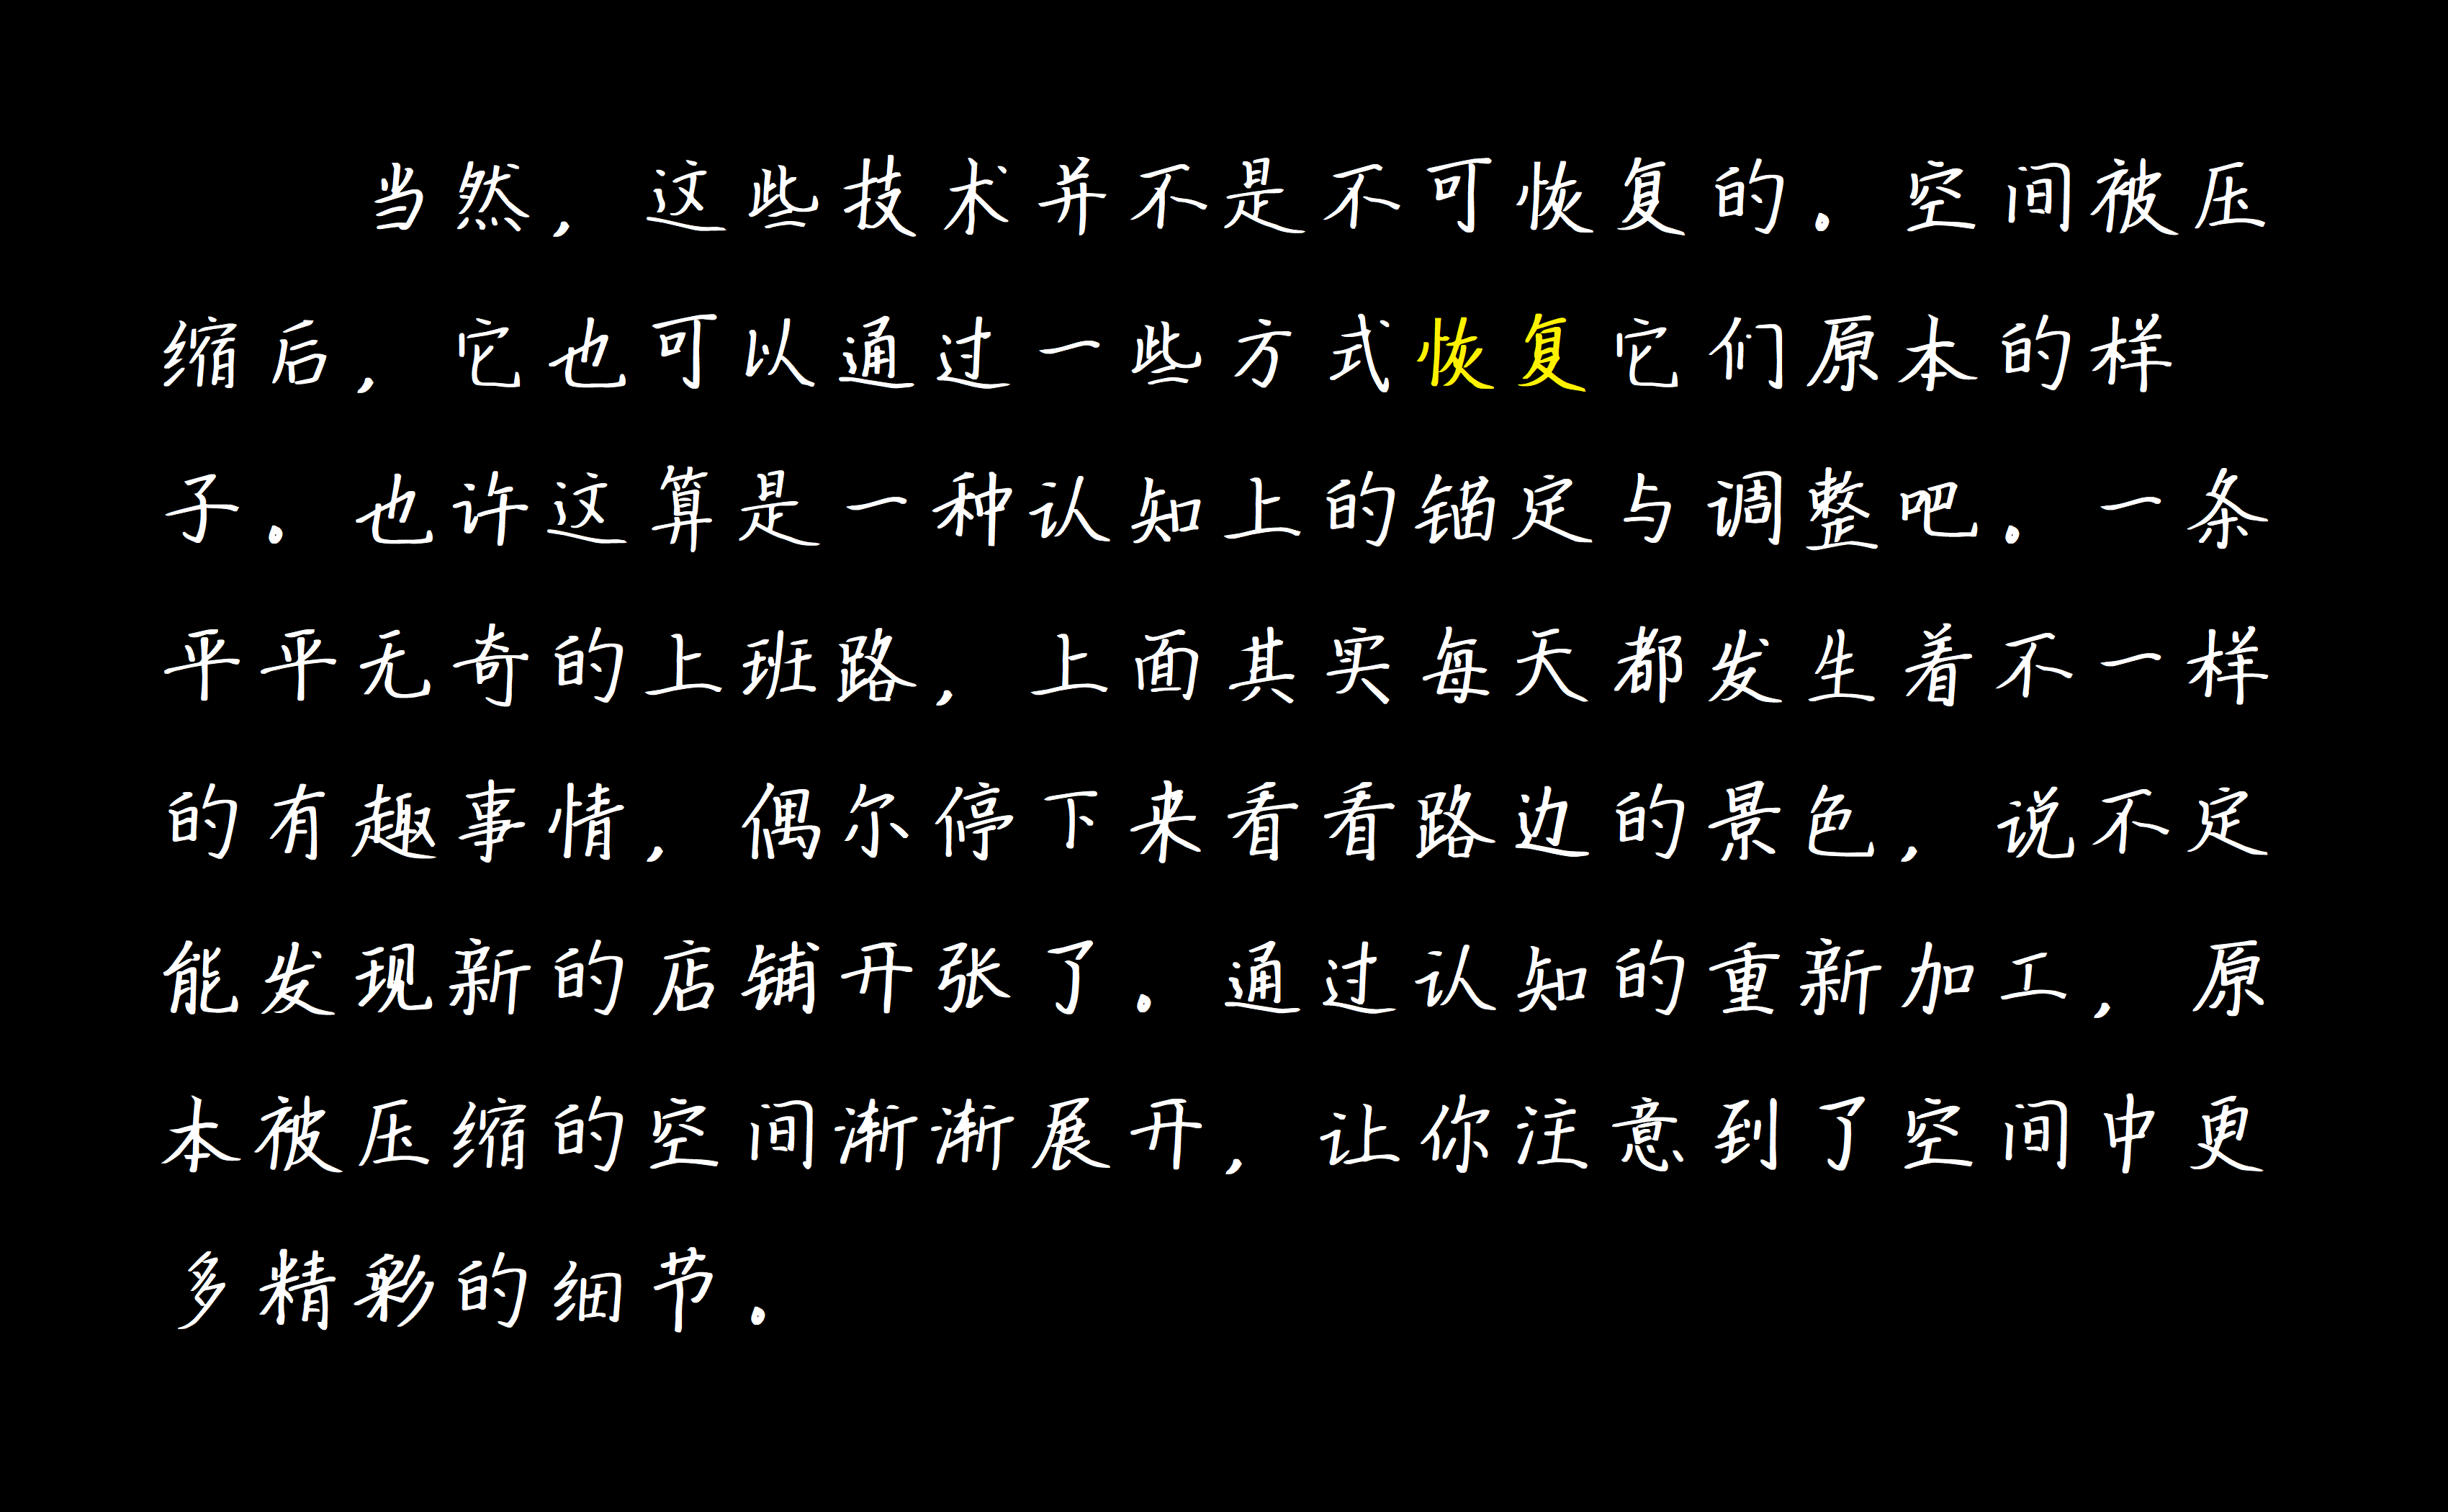 当然，这些技术并不是不可恢复的．空间被压
缩后，它也可以通过一些方式恢复它们原本的样
子．也许这算是一种认知上的锚定与调整吧．一条
平平无奇的上班路，上面其实每天都发生着不一样
的有趣事情，偶尔停下来看看路边的景色，说不定
能发现新的店铺开张了．通过认知的重新加工，原
本被压缩的空间渐渐展开，让你注意到了空间中更
多精彩的细节．